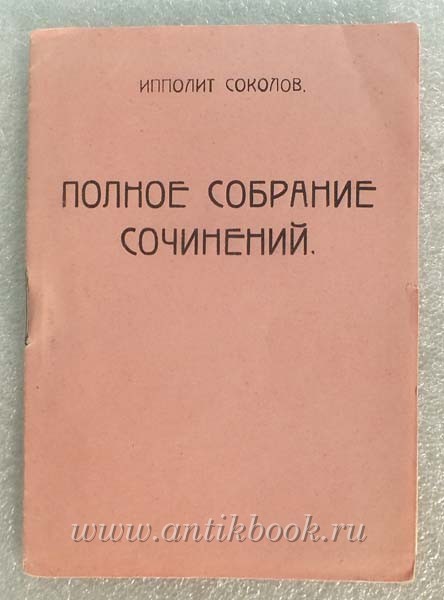 ИППОЛИТ СОКОЛОВ.
ПОЛНОЕ СОБРАНИЕ
СОЧИНЕНИЙ.
www.antikbook.ru